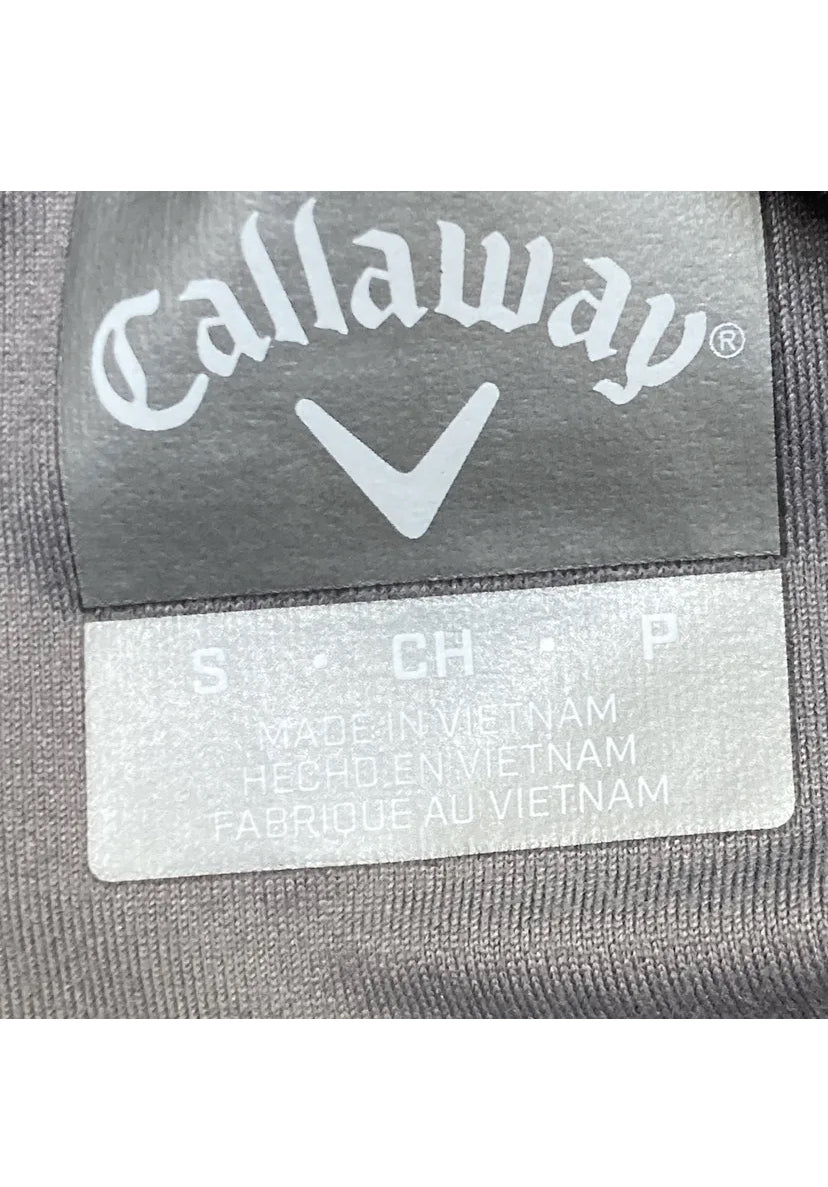 Callaway®
S · CH · P
MADE IN VIETNAM
HECHO EN VIETNAM
FABRIQUÉ AU VIETNAM